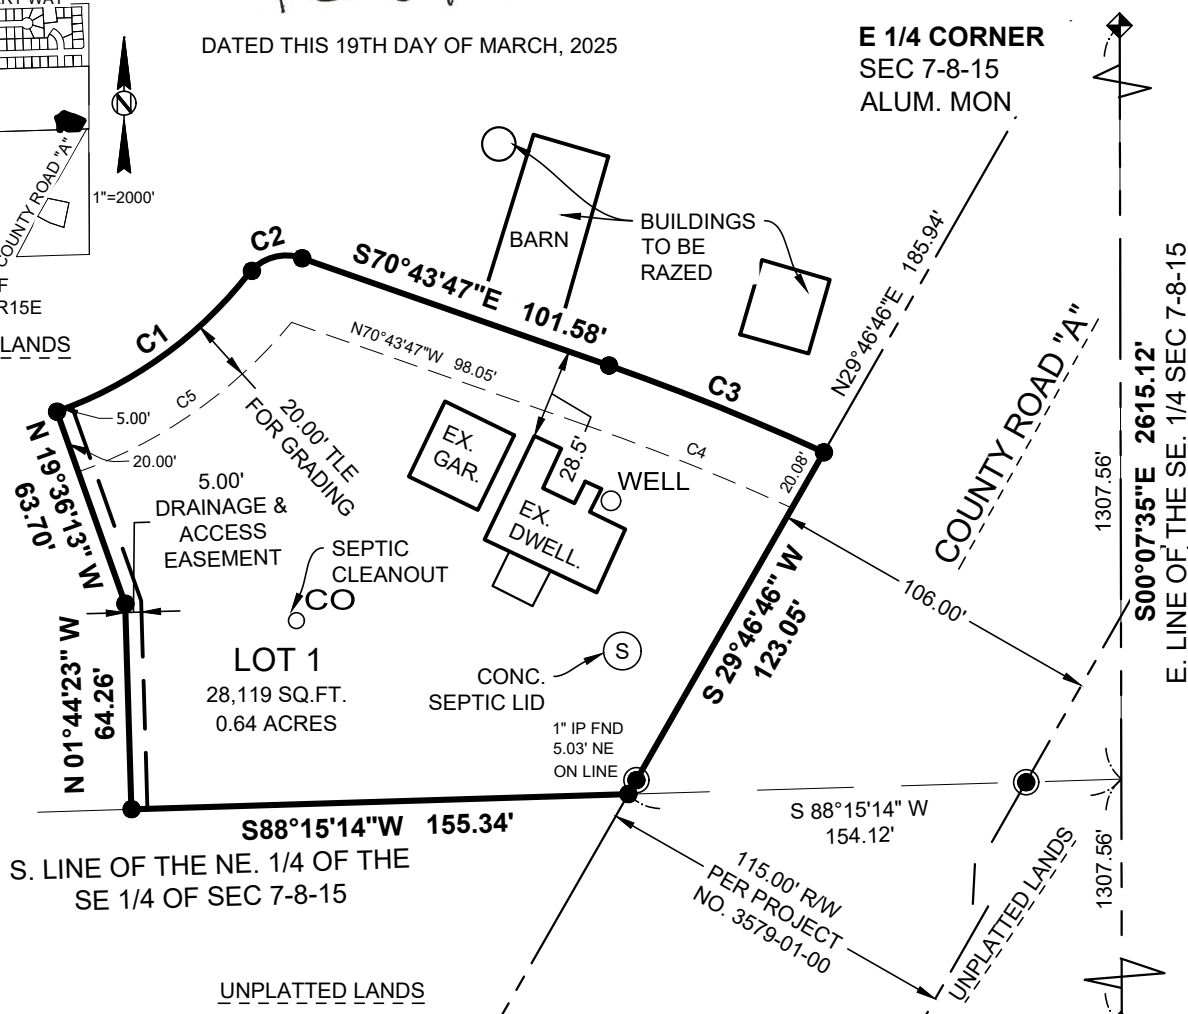 DATED THIS 19TH DAY OF MARCH, 2025
E 1/4 CORNER
SEC 7-8-15
ALUM. MON
N
1"=2000'
COUNTY ROAD "A"
R15E
LANDS
BUILDINGS
TO BE
RAZED
BARN
C2
S70°43'47"E 101.58'
C1
N70°43'47"W 98.05'
C3
N29°46'46"E 185.94'
COUNTY ROAD "A"
S00°07'35"E 2615.12'
E. LINE OF THE SE. 1/4 SEC 7-8-15
1307.56'
C5
5.00'
20.00'
20.00' TLE
FOR GRADING
EX.
GAR.
28.5'
C4
20.08'
WELL
EX.
DWELL.
N 19°36'13" W
63.70'
5.00'
DRAINAGE &
ACCESS
EASEMENT
SEPTIC
CLEANOUT
CO
106.00'
S 29°46'46" W
123.05'
N 01°44'23" W
64.26'
LOT 1
28,119 SQ.FT.
0.64 ACRES
CONC.
SEPTIC LID
S
1" IP FND
5.03' NE
ON LINE
S88°15'14"W 155.34'
S 88°15'14" W
154.12'
S. LINE OF THE NE. 1/4 OF THE
SE 1/4 OF SEC 7-8-15
115.00' R/W
PER PROJECT
NO. 3579-01-00
1307.56'
UNPLATTED LANDS
UNPLATTED LANDS